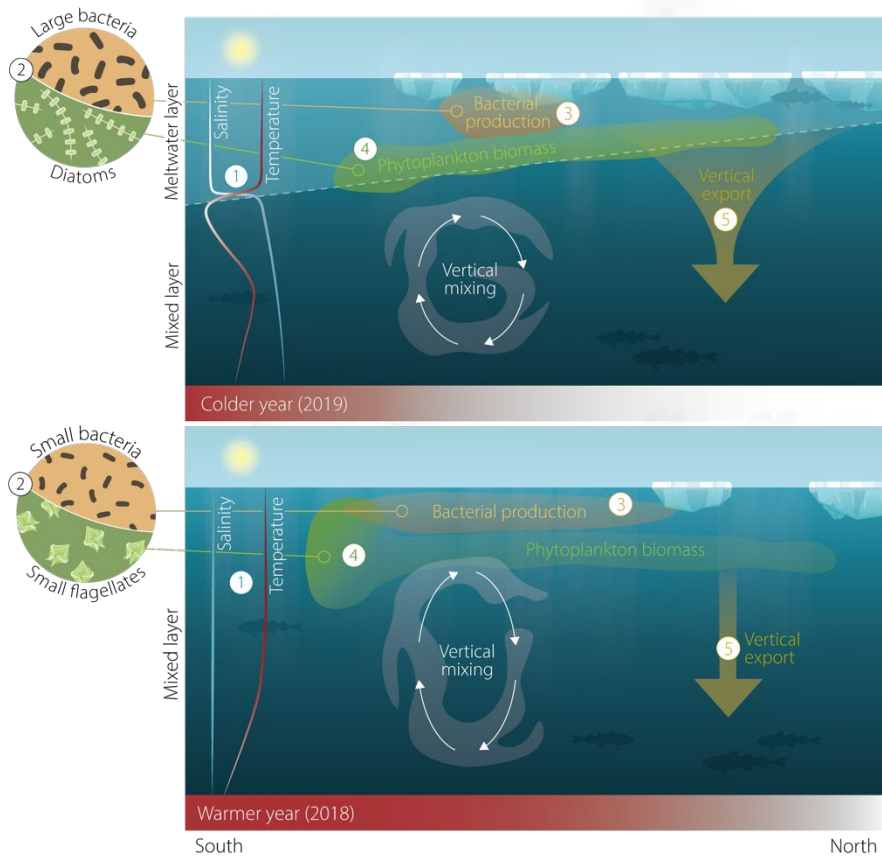 Large bacteria
2
Diatoms
Meltwater layer
Mixed layer
Salinity
Temperature
1
Bacterial
production
3
4
Phytoplankton biomass
Vertical
export
5
Vertical
mixing
Colder year (2019)
Small bacteria
2
Small flagellates
Mixed layer
Salinity
Temperature
1
Bacterial production
3
4
Phytoplankton biomass
Vertical
mixing
5
Vertical
export
Warmer year (2018)
South
North